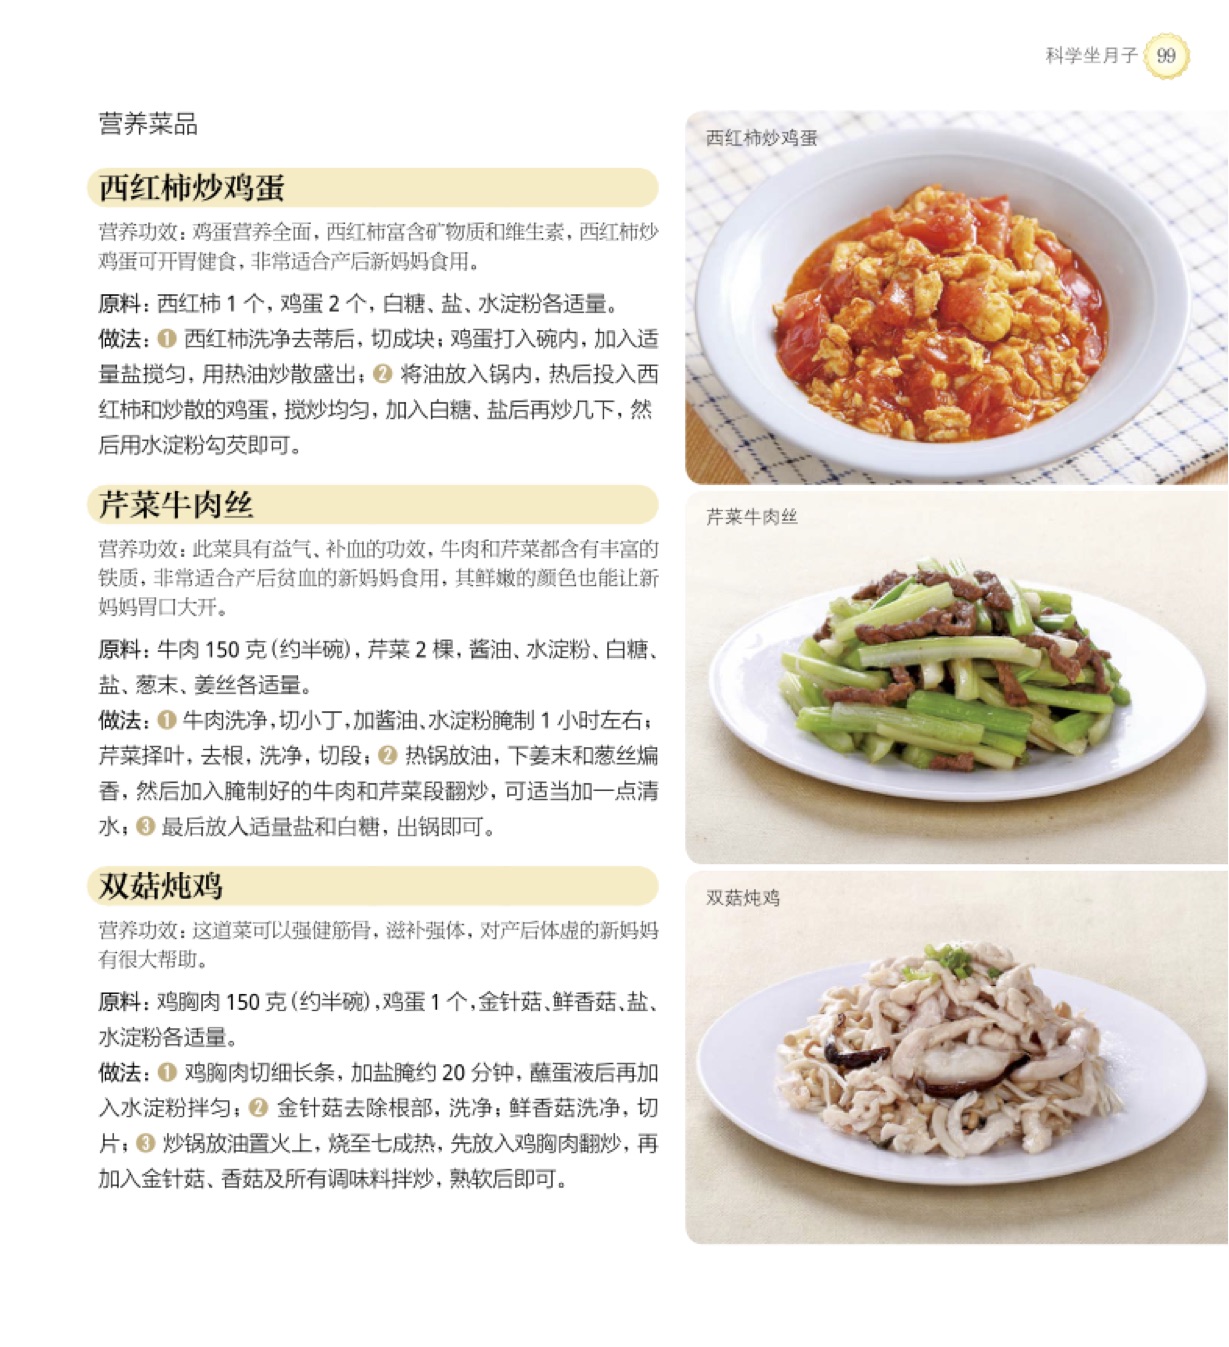 科学坐月子 99
营养菜品
西红柿炒鸡蛋
营养功效：鸡蛋营养全面，西红柿富含矿物质和维生素，西红柿炒
鸡蛋可开胃健食，非常适合产后新妈妈食用。
原料：西红柿 1 个，鸡蛋 2 个，白糖、盐、水淀粉各适量。
做法：❶ 西红柿洗净去蒂后，切成块；鸡蛋打入碗内，加入适
量盐搅匀，用热油炒散盛出；❷ 将油放入锅内，热后投入西
红柿和炒散的鸡蛋，搅炒均匀，加入白糖、盐后再炒几下，然
后用水淀粉勾芡即可。
芹菜牛肉丝
营养功效：此菜具有益气、补血的功效，牛肉和芹菜都含有丰富的
铁质，非常适合产后贫血的新妈妈食用，其鲜嫩的颜色也能让新
妈妈胃口大开。
原料：牛肉 150 克（约半碗），芹菜 2 棵，酱油、水淀粉、白糖、
盐、葱末、姜丝各适量。
做法：❶ 牛肉洗净，切小丁，加酱油、水淀粉腌制 1 小时左右；
芹菜择叶，去根，洗净，切段；❷ 热锅放油，下姜末和葱丝煸
香，然后加入腌制好的牛肉和芹菜段翻炒，可适当加一点清
水；❸ 最后放入适量盐和白糖，出锅即可。
双菇炖鸡
营养功效：这道菜可以强健筋骨，滋补强体，对产后体虚的新妈妈
有很大帮助。
原料：鸡胸肉 150 克（约半碗），鸡蛋 1 个，金针菇、鲜香菇、盐、
水淀粉各适量。
做法：❶ 鸡胸肉切细长条，加盐腌约 20 分钟，蘸蛋液后再加
入水淀粉拌匀；❷ 金针菇去除根部，洗净；鲜香菇洗净，切
片；❸ 炒锅放油置火上，烧至七成热，先放入鸡胸肉翻炒，再
加入金针菇、香菇及所有调味料拌炒，熟软后即可。
西红柿炒鸡蛋
芹菜牛肉丝
双菇炖鸡